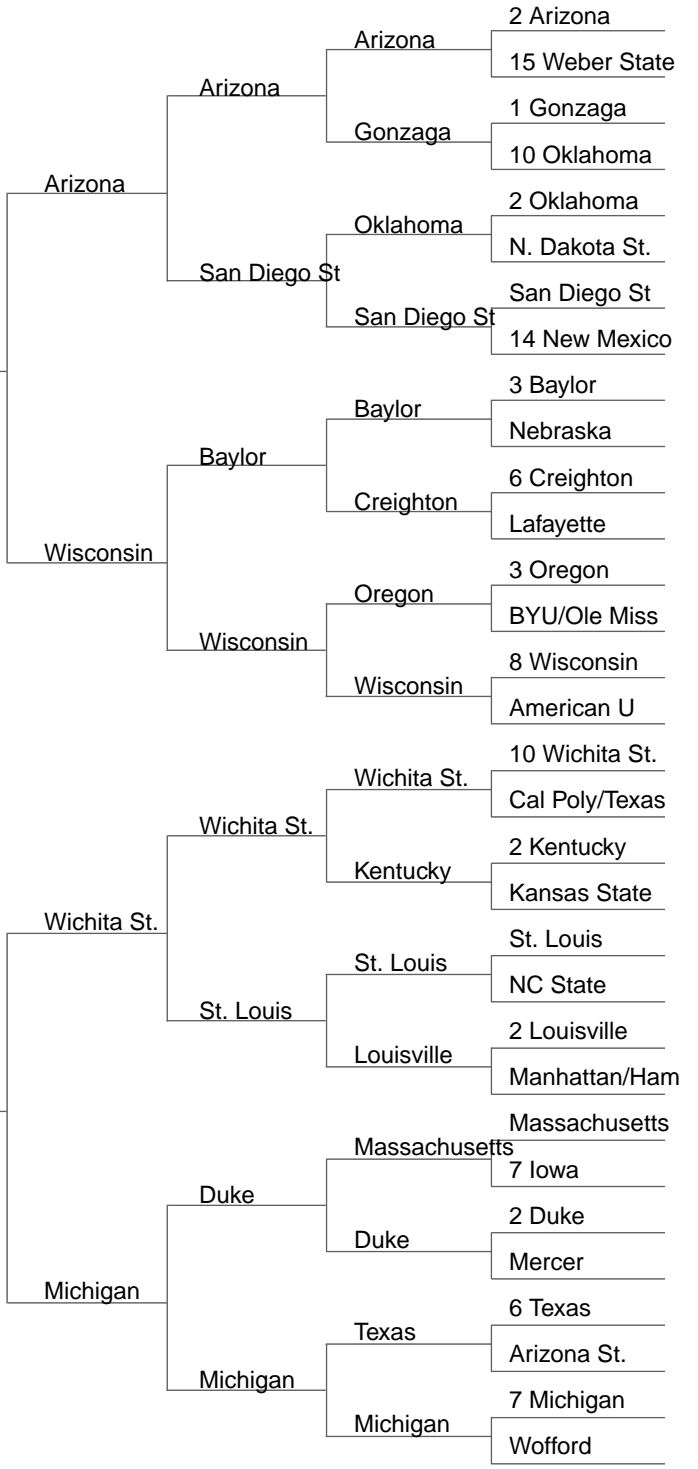 2 Arizona
Arizona
15 Weber State
Arizona
1 Gonzaga
Gonzaga
10 Oklahoma
Arizona
2 Oklahoma
Oklahoma
N. Dakota St.
San Diego St
San Diego St
San Diego St
14 New Mexico
3 Baylor
Baylor
Nebraska
Baylor
6 Creighton
Creighton
Lafayette
Wisconsin
3 Oregon
Oregon
BYU/Ole Miss
Wisconsin
8 Wisconsin
Wisconsin
American U
10 Wichita St.
Wichita St.
Cal Poly/Texas
Wichita St.
2 Kentucky
Kentucky
Kansas State
Wichita St.
St. Louis
St. Louis
NC State
St. Louis
2 Louisville
Louisville
Manhattan/Ham
Massachusetts
Massachusetts
7 Iowa
Duke
2 Duke
Duke
Mercer
Michigan
6 Texas
Texas
Arizona St.
Michigan
7 Michigan
Michigan
Wofford